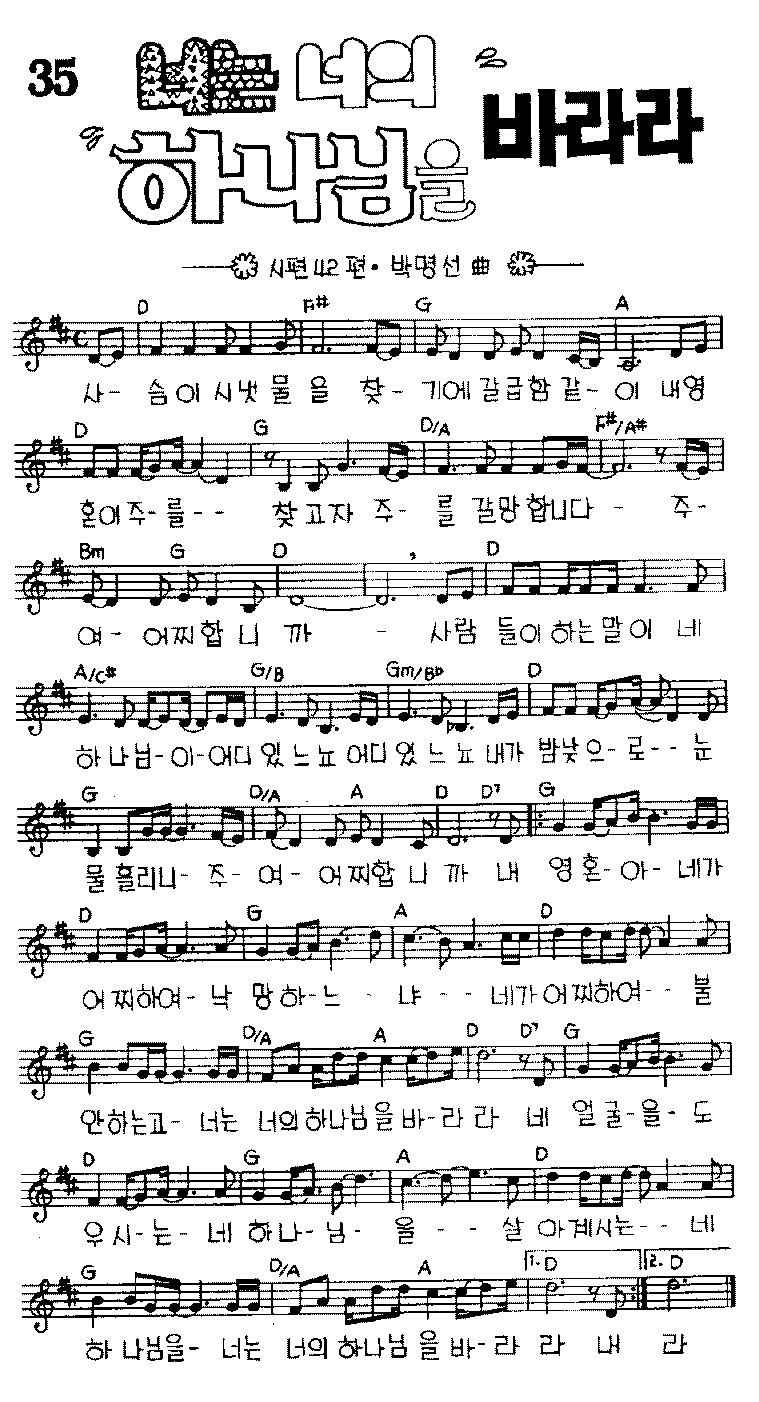 35
너는 너의
바라라
하나님을
시편 42 편 • 박명선 曲
D F# G A
사- 슴이 시냇 물 을 찾 - 기에 갈급함 같- 이 내영
D G D/A F#/A#
혼이주-를-- 찾고자 주- 를 갈망합니다 - 주-
Bm G D D
여- 어찌합 니 까 - 사람 들이하는말이 네
A/C# G/B Gm/Bb D
하나님-이-어디 있느뇨 어디 있느뇨 내가 밤낮으-로-- 눈
G D/A A D D7 G
물흘리니- 주- 여- 어찌합 니 까 내 영혼-아- 네가
D G A D
어찌하여- 낙 망하-느 - 냐 - - 네가어찌하여-- 불
G D/A A D D7 G
안하는고- 너는 너의하나님을바-라 라 네 얼굴-을- 도
D G A D
우시-는- 네 하나-님- 을 - - - 살 아계시는-- 네
G D/A A 1. D 2. D
하 나님을- 너는 너의 하나님 을 바-라 라 내 라